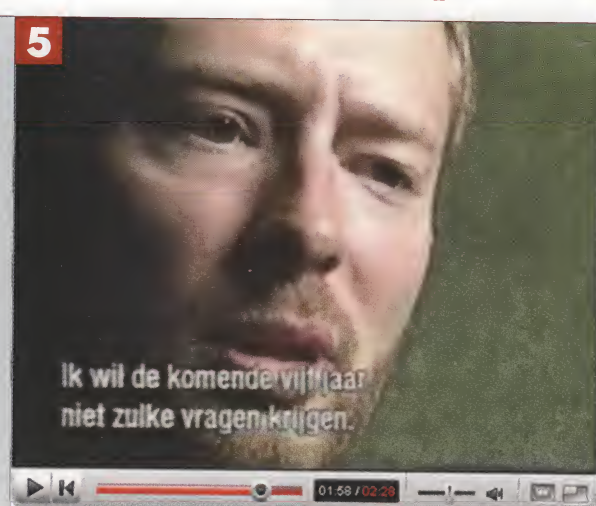 5
Ik wil de komende vijf jaar
niet zulke vragen krijgen.
01:58 / 02:28